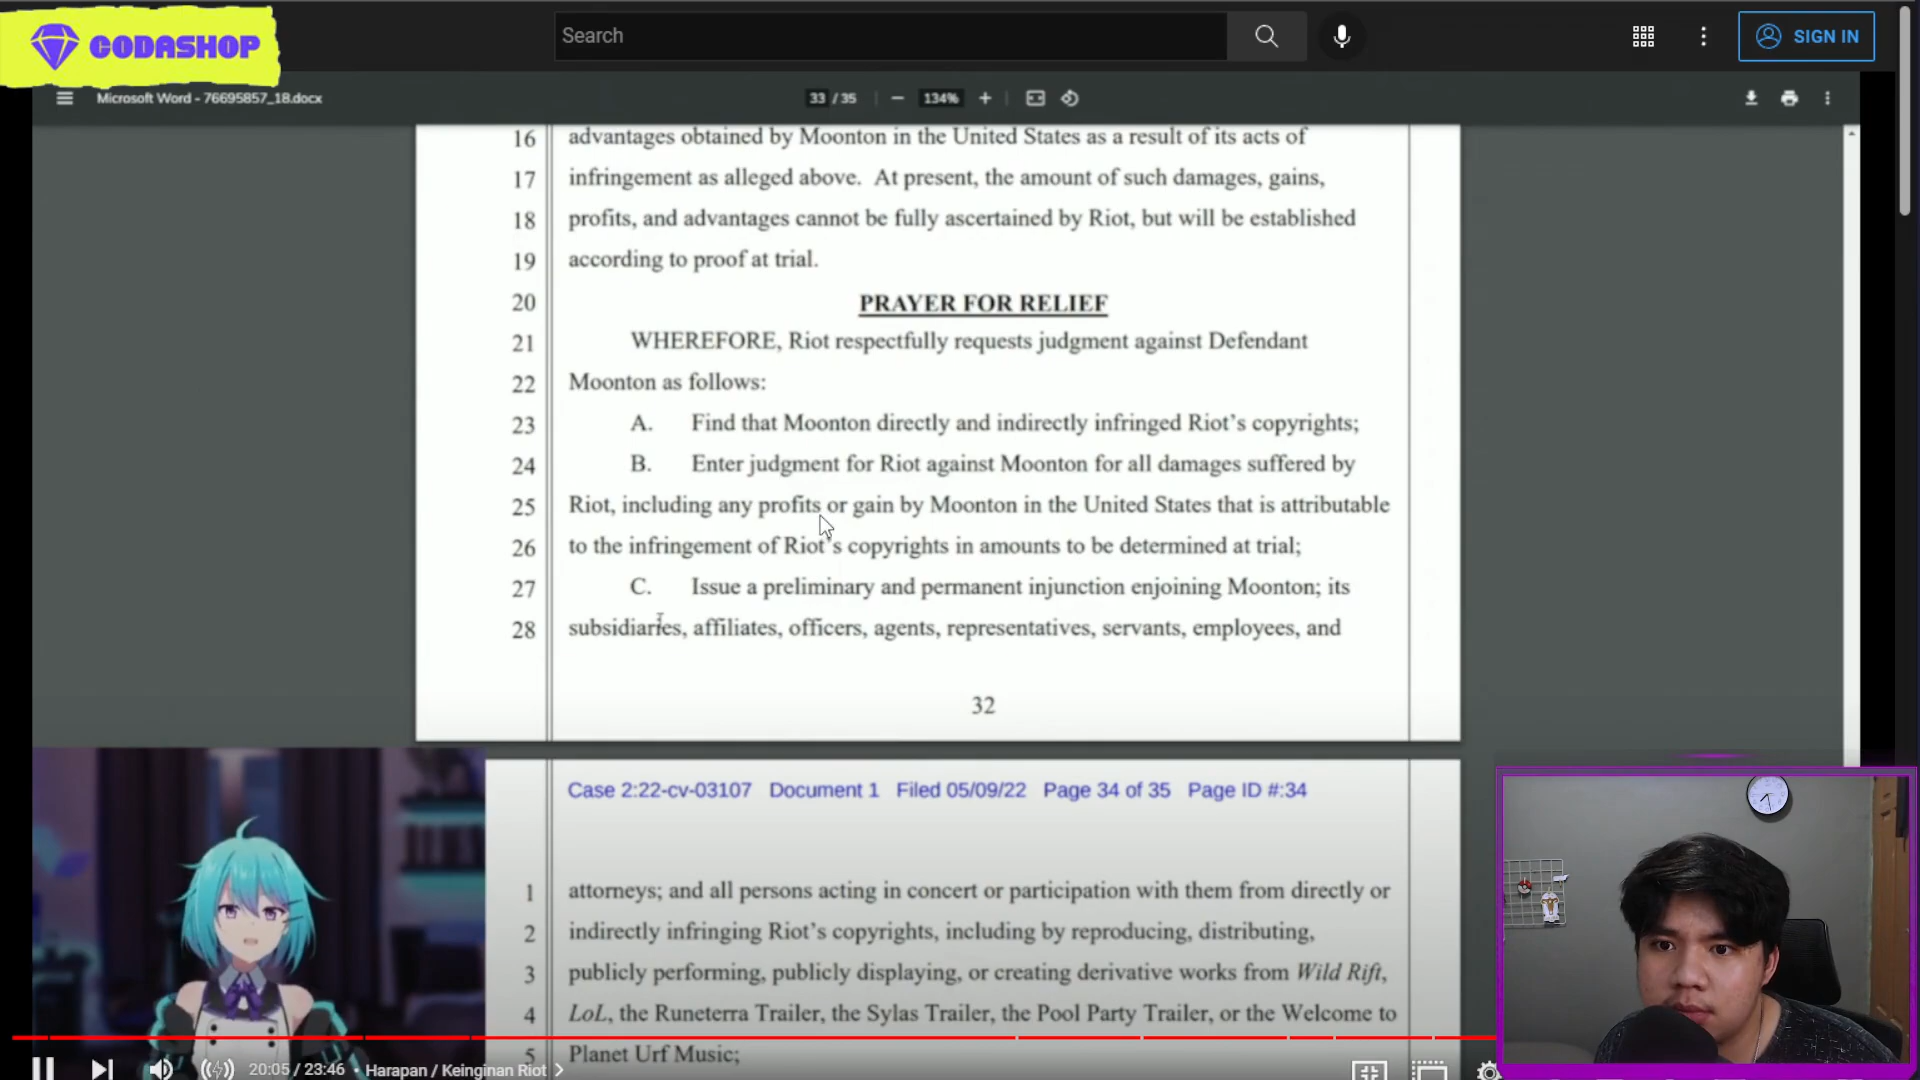 CODASHOP
Search
SIGN IN
Microsoft Word - 76695857_18.docx
33 / 35
134%
16 advantages obtained by Moonton in the United States as a result of its acts of
17 infringement as alleged above. At present, the amount of such damages, gains,
18 profits, and advantages cannot be fully ascertained by Riot, but will be established
19 according to proof at trial.
20 PRAYER FOR RELIEF
21 WHEREFORE, Riot respectfully requests judgment against Defendant
22 Moonton as follows:
23 A. Find that Moonton directly and indirectly infringed Riot's copyrights;
24 B. Enter judgment for Riot against Moonton for all damages suffered by
25 Riot, including any profits or gain by Moonton in the United States that is attributable
26 to the infringement of Riot's copyrights in amounts to be determined at trial;
27 C. Issue a preliminary and permanent injunction enjoining Moonton; its
28 subsidiaries, affiliates, officers, agents, representatives, servants, employees, and
32
Case 2:22-cv-03107 Document 1 Filed 05/09/22 Page 34 of 35 Page ID #:34
1 attorneys; and all persons acting in concert or participation with them from directly or
2 indirectly infringing Riot's copyrights, including by reproducing, distributing,
3 publicly performing, publicly displaying, or creating derivative works from Wild Rift,
4 LoL, the Runeterra Trailer, the Sylas Trailer, the Pool Party Trailer, or the Welcome to
5 Planet Urf Music;
20:05 / 23:46 • Harapan / Keinginan Riot